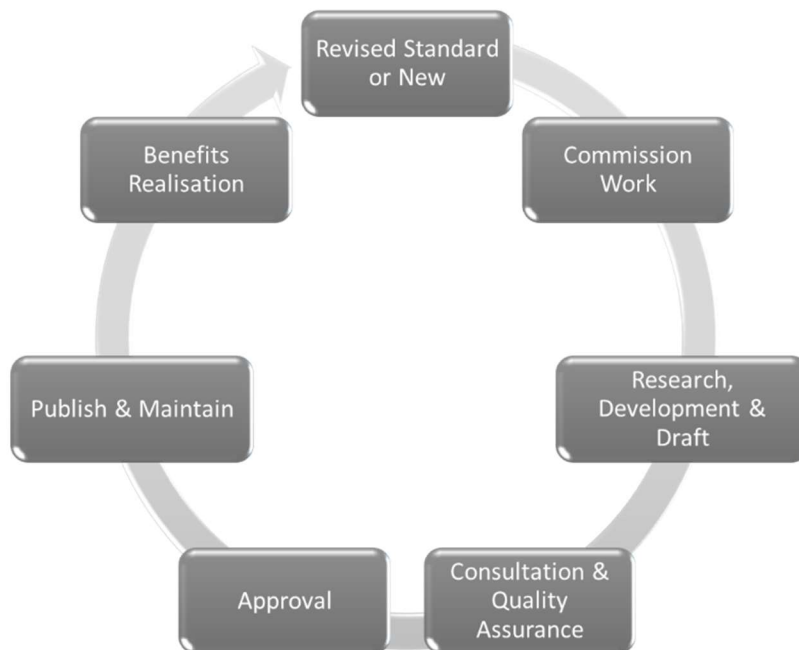 Revised Standard
or New
Commission
Work
Research,
Development &
Draft
Consultation &
Quality
Assurance
Approval
Publish & Maintain
Benefits
Realisation